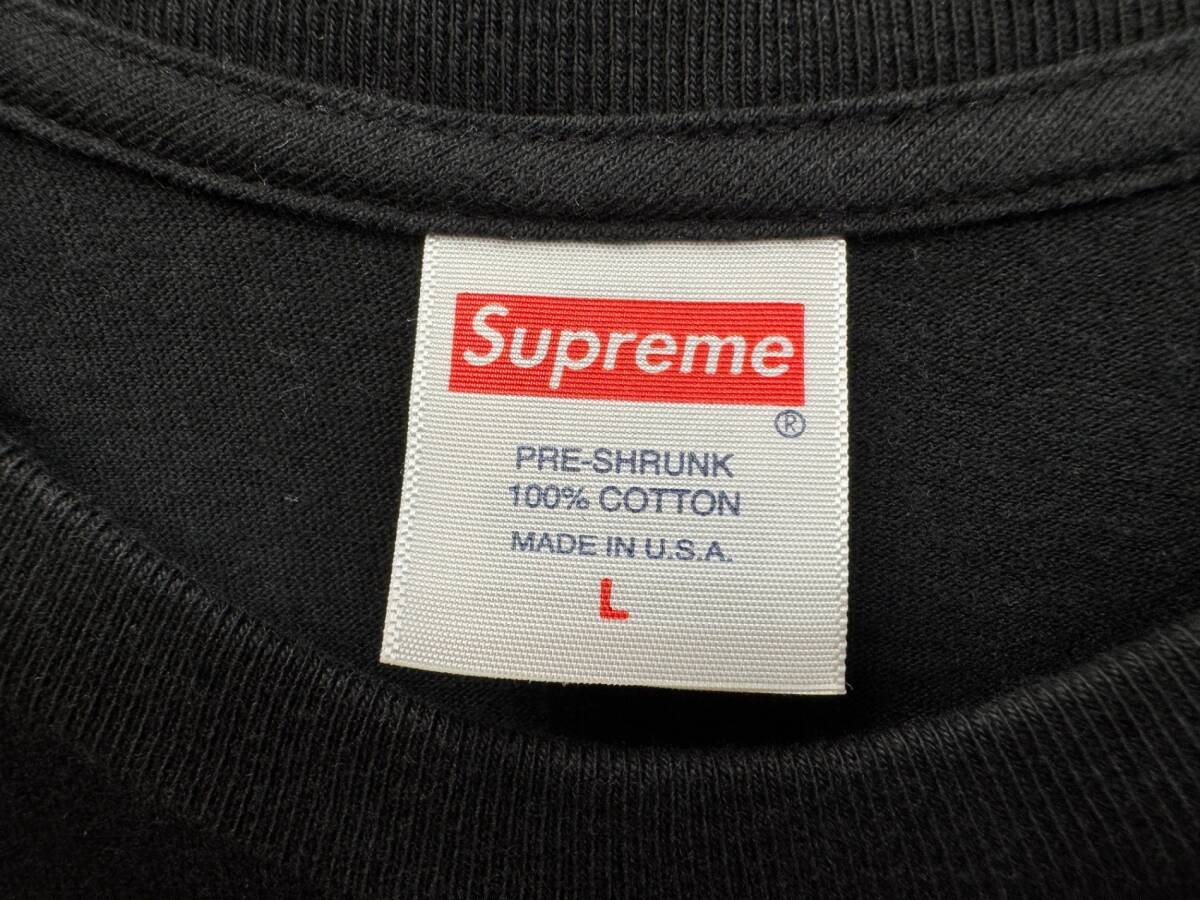 Supreme
®
PRE-SHRUNK
100% COTTON
MADE IN U.S.A.
L